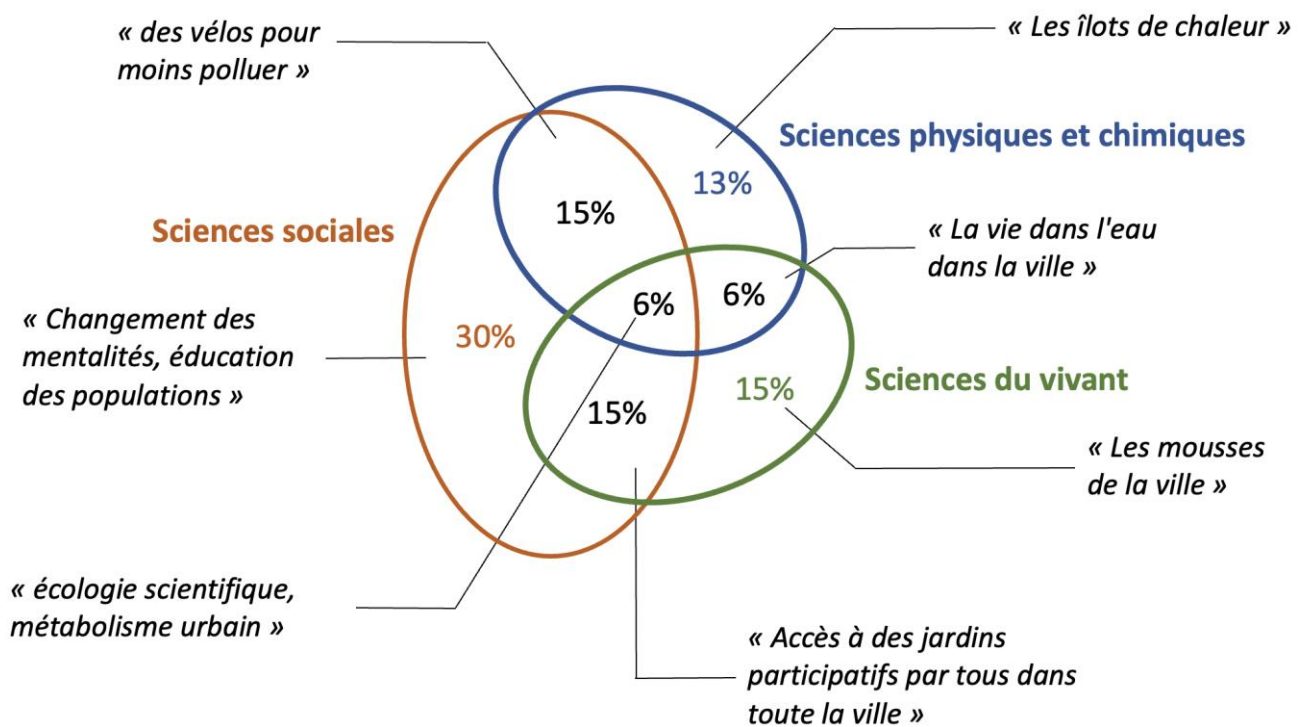 « des vélos pour
moins polluer »
« Les îlots de chaleur »
Sciences physiques et chimiques
13%
15%
Sciences sociales
« La vie dans l'eau
dans la ville »
6%
6%
« Changement des
mentalités, éducation
des populations »
30%
Sciences du vivant
15%
15%
« Les mousses
de la ville »
« écologie scientifique,
métabolisme urbain »
« Accès à des jardins
participatifs par tous dans
toute la ville »